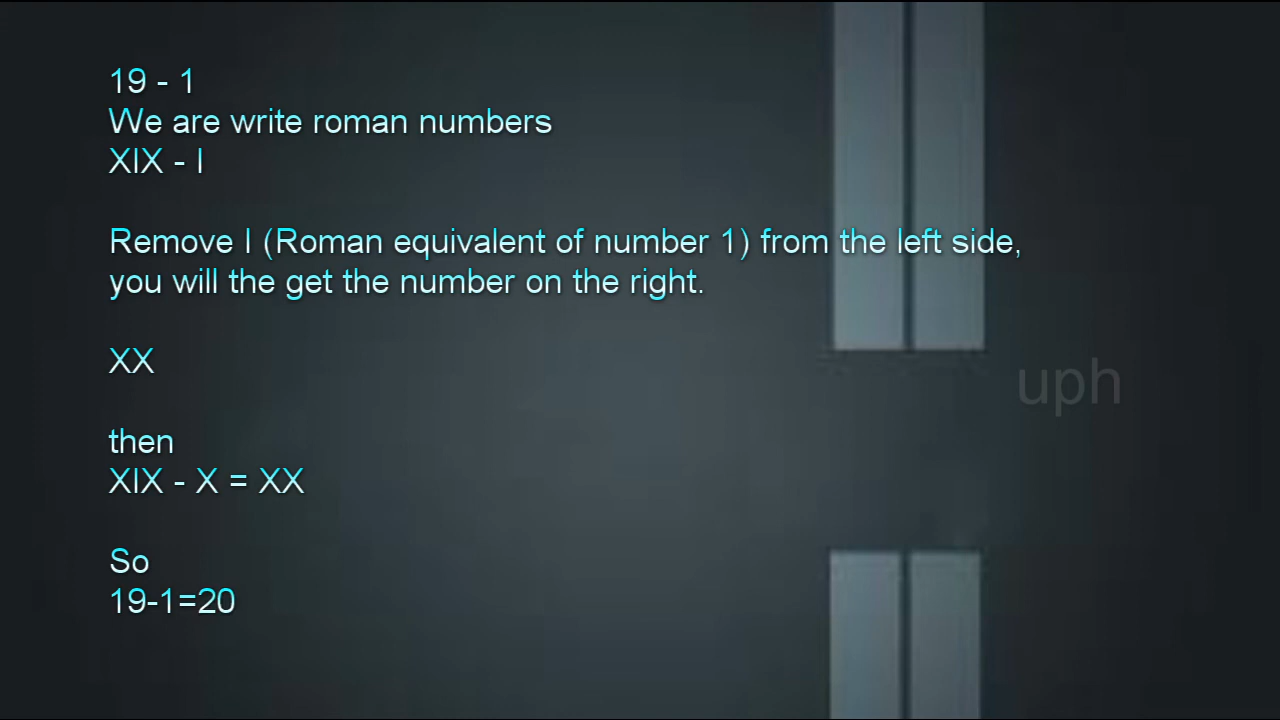 19 - 1
We are write roman numbers
XIX - I
Remove I (Roman equivalent of number 1) from the left side,
you will the get the number on the right.
XX
uph
then
XIX - X = XX
So
19-1=20